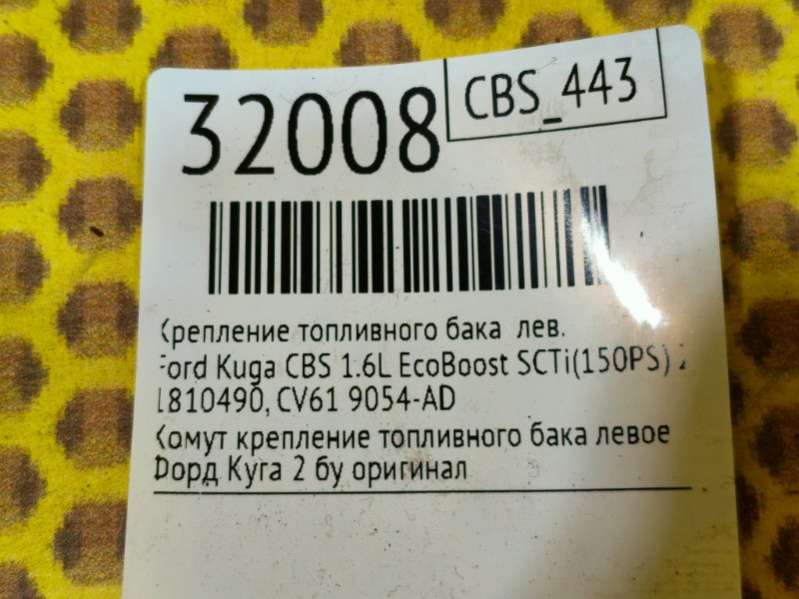 32008
CBS_443
Крепление топливного бака лев.
Ford Kuga CBS 1.6L EcoBoost SCTi(150PS)
1810490, CV61 9054-AD
Хомут крепление топливного бака левое
Форд Куга 2 бу оригинал